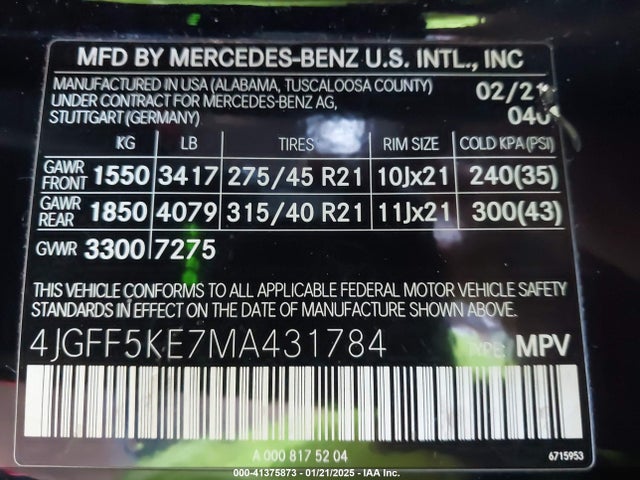 MFD BY MERCEDES-BENZ U.S. INTL., INC
MANUFACTURED IN USA (ALABAMA, TUSCALOOSA COUNTY)
UNDER CONTRACT FOR MERCEDES-BENZ AG,
STUTTGART (GERMANY)
02/21
040
KG LB TIRES RIM SIZE COLD KPA(PSI)
GAWR FRONT 1550 3417 275/45 R21 10Jx21 240(35)
GAWR REAR 1850 4079 315/40 R21 11Jx21 300(43)
GVWR 3300 7275
THIS VEHICLE CONFORMS TO ALL APPLICABLE FEDERAL MOTOR VEHICLE SAFETY
STANDARDS IN EFFECT ON THE DATE OF MANUFACTURE SHOWN ABOVE.
4JGFF5KE7MA431784 TYPE: MPV
A 000 817 52 04 6715953
000-41375873 - 01/21/2025 - IAA Inc.